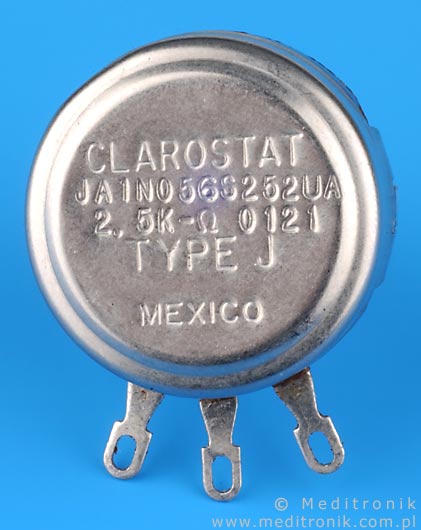 CLAROSTAT
JA1N056S252UA
2.5K-Ω 0121
TYPE J
MEXICO
© Meditronik
www.meditronik.com.pl